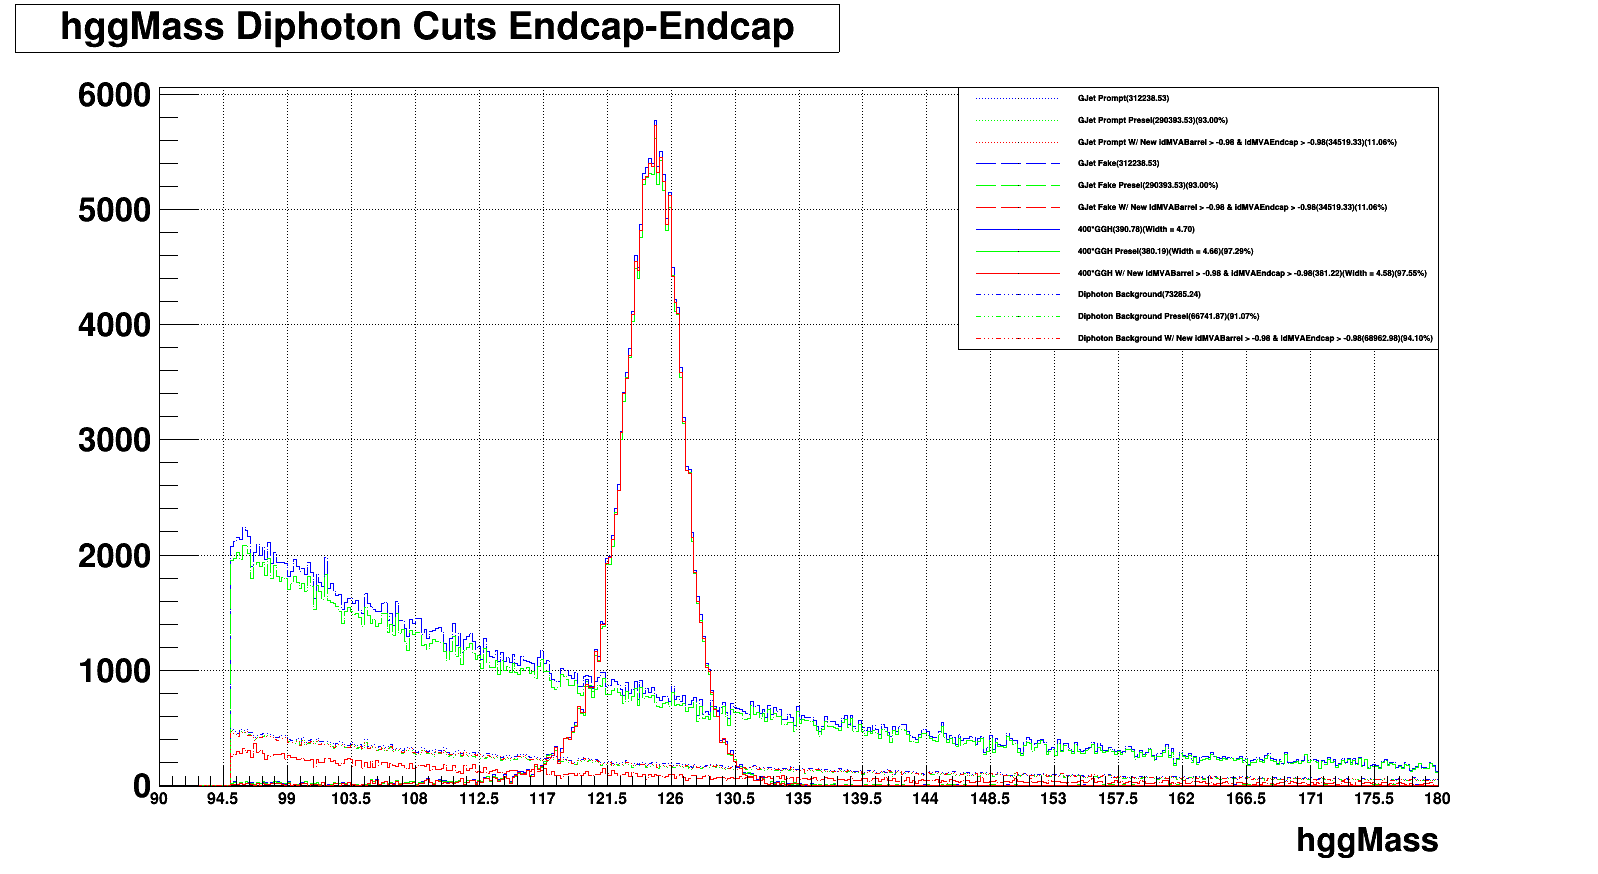 hggMass Diphoton Cuts Endcap-Endcap
6000
5000
4000
3000
2000
1000
0
GJet Prompt(312238.53)
GJet Prompt Presel(290393.53)(93.00%)
GJet Prompt W/ New idMVABarrel > -0.98 & idMVAEndcap > -0.98(34519.33)(11.06%)
GJet Fake(312238.53)
GJet Fake Presel(290393.53)(93.00%)
GJet Fake W/ New idMVABarrel > -0.98 & idMVAEndcap > -0.98(34519.33)(11.06%)
400*GGH(390.78)(Width = 4.70)
400*GGH Presel(380.19)(Width = 4.66)(97.29%)
400*GGH W/ New idMVABarrel > -0.98 & idMVAEndcap > -0.98(381.22)(Width = 4.58)(97.55%)
Diphoton Background(73285.24)
Diphoton Background Presel(66741.87)(91.07%)
Diphoton Background W/ New idMVABarrel > -0.98 & idMVAEndcap > -0.98(68962.98)(94.10%)
90 94.5 99 103.5 108 112.5 117 121.5 126 130.5 135 139.5 144 148.5 153 157.5 162 166.5 171 175.5 180
hggMass